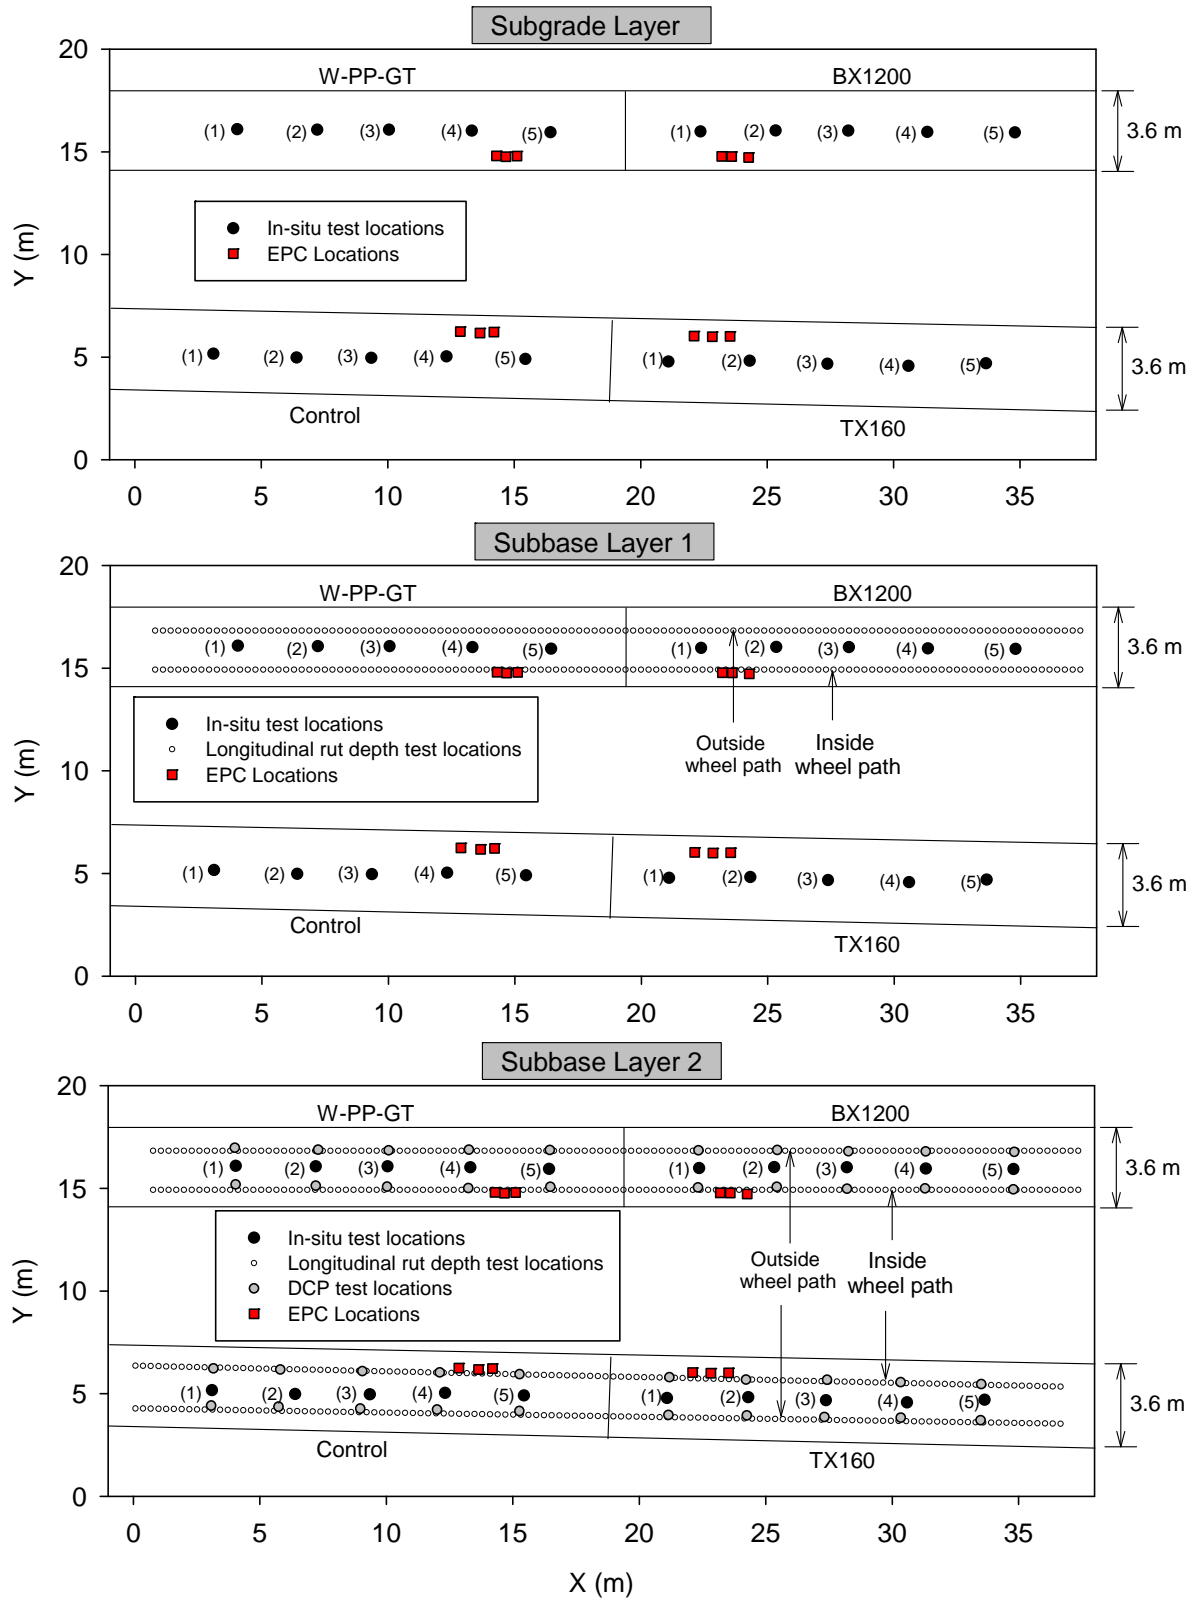 Subgrade Layer
20
W-PP-GT BX1200
(1) (2) (3) (4) (5) (1) (2) (3) (4) (5)
3.6 m
15
In-situ test locations
EPC Locations
10
Y (m)
5
(1) (2) (3) (4) (5) (1) (2) (3) (4) (5)
3.6 m
Control
TX160
0
0 5 10 15 20 25 30 35
Subbase Layer 1
20
W-PP-GT BX1200
(1) (2) (3) (4) (5) (1) (2) (3) (4) (5)
3.6 m
15
In-situ test locations
Longitudinal rut depth test locations
EPC Locations
Outside
wheel path
Inside
wheel path
10
Y (m)
5
(1) (2) (3) (4) (5) (1) (2) (3) (4) (5)
3.6 m
Control
TX160
0
0 5 10 15 20 25 30 35
Subbase Layer 2
20
W-PP-GT BX1200
(1) (2) (3) (4) (5) (1) (2) (3) (4) (5)
3.6 m
15
In-situ test locations
Longitudinal rut depth test locations
DCP test locations
EPC Locations
Outside
wheel path
Inside
wheel path
10
Y (m)
5
(1) (2) (3) (4) (5) (1) (2) (3) (4) (5)
3.6 m
Control
TX160
0
0 5 10 15 20 25 30 35
X (m)